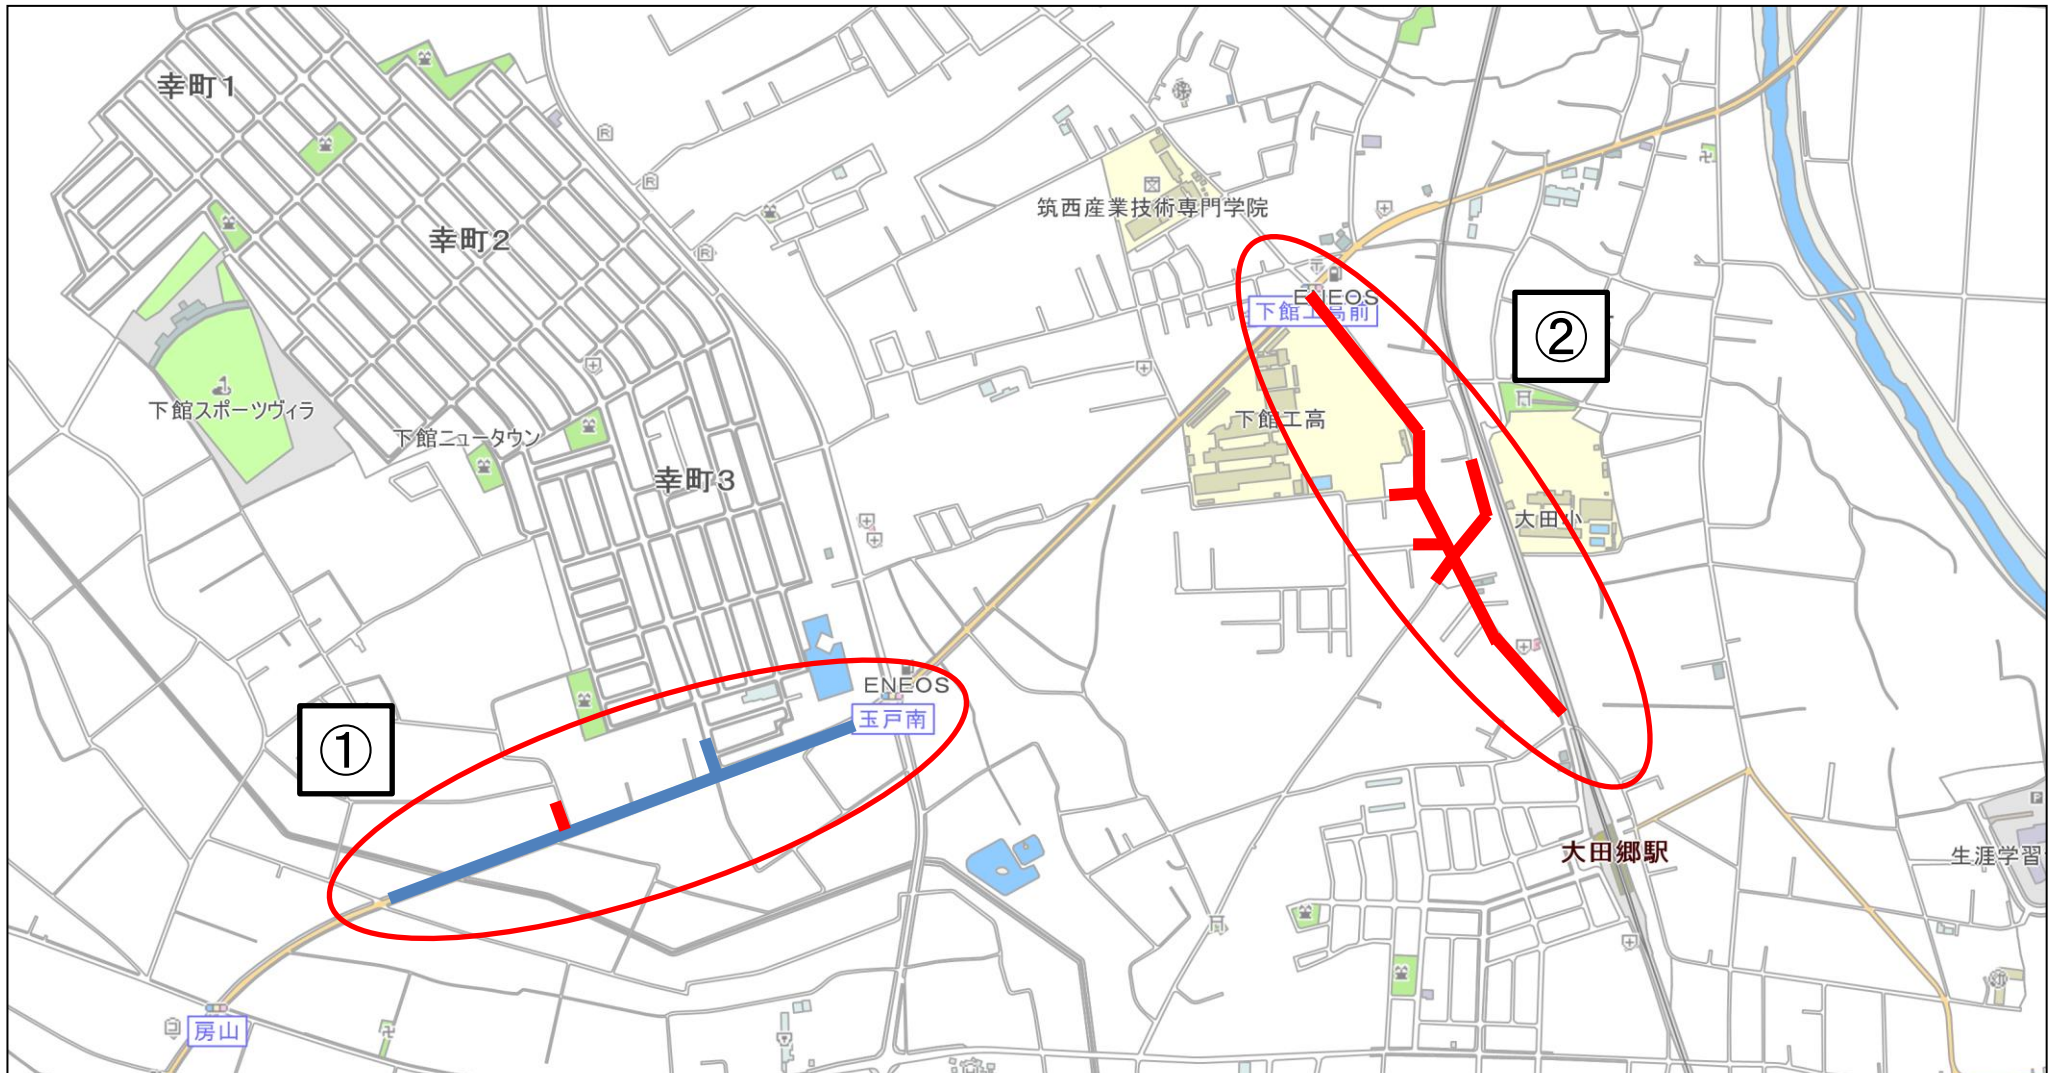 幸町1
幸町2
筑西産業技術専門学院
ENEOS
下館工高前
②
下館スポーツヴィラ
下館ニュータウン
下館工高
幸町3
大田小
ENEOS
玉戸南
①
大田郷駅
生涯学習
房山